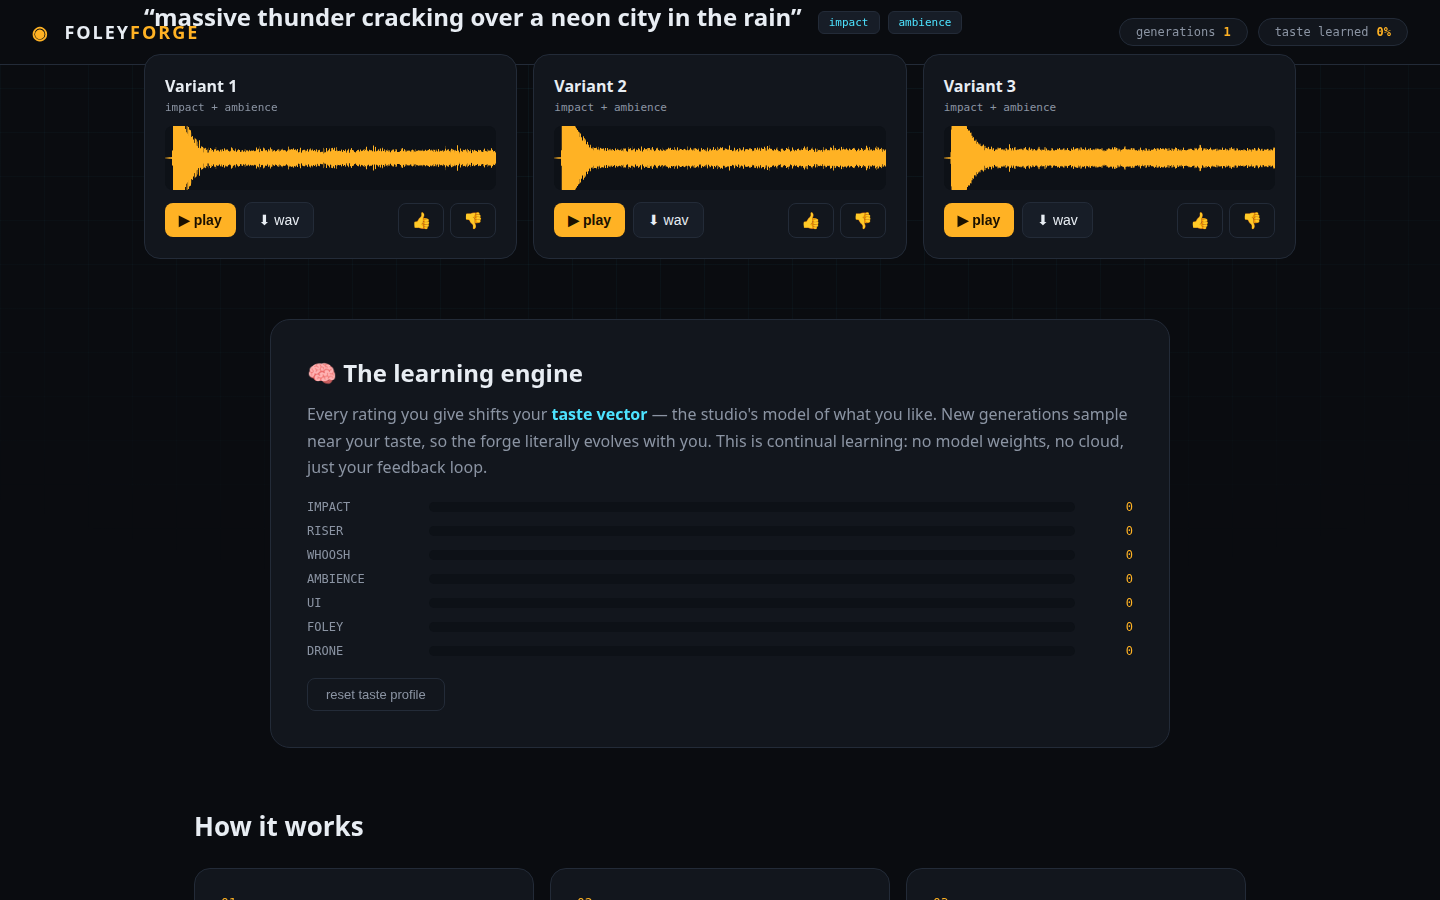 “massive thunder cracking over a neon city in the rain”
impact
ambience
◉ FOLEYFORGE
generations 1
taste learned 0%
Variant 1
impact + ambience
▶ play
⬇ wav
👍
👎
Variant 2
impact + ambience
▶ play
⬇ wav
👍
👎
Variant 3
impact + ambience
▶ play
⬇ wav
👍
👎
🧠 The learning engine
Every rating you give shifts your taste vector — the studio's model of what you like. New generations sample
near your taste, so the forge literally evolves with you. This is continual learning: no model weights, no cloud,
just your feedback loop.
IMPACT 0
RISER 0
WHOOSH 0
AMBIENCE 0
UI 0
FOLEY 0
DRONE 0
reset taste profile
How it works